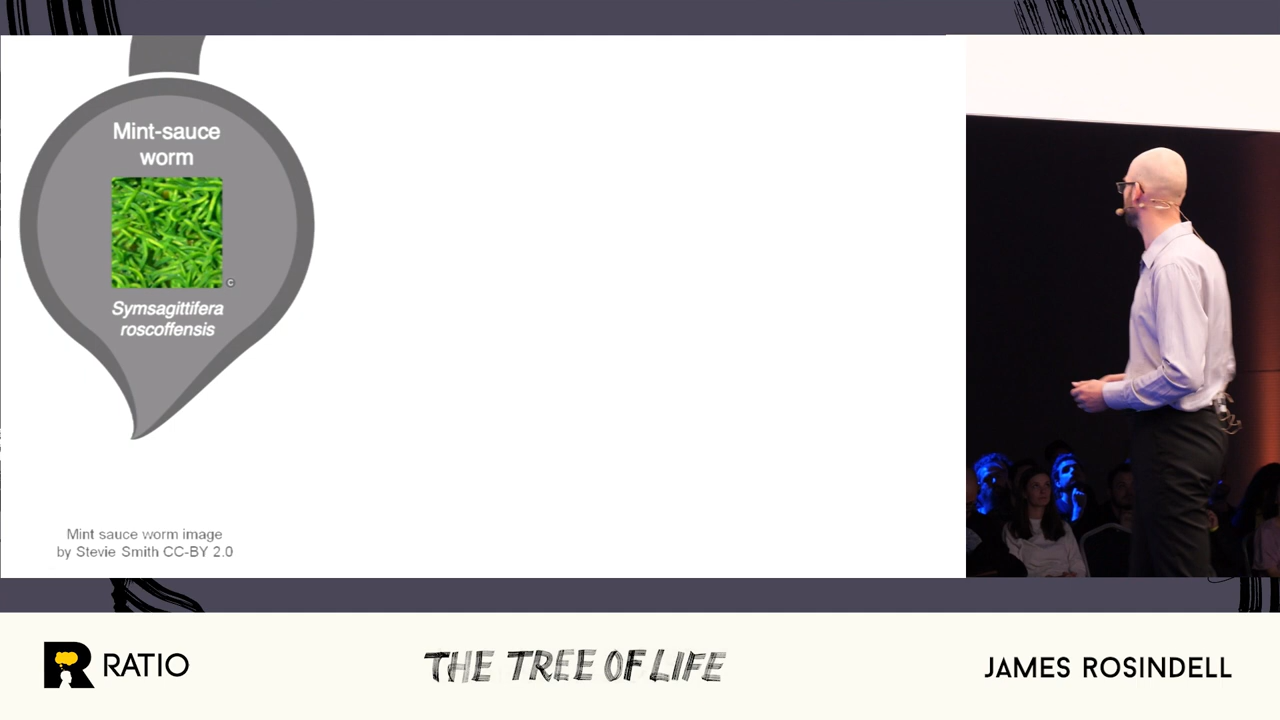 Mint-sauce
worm
©
Symsagittifera
roscoffensis
Mint sauce worm image
by Stevie Smith CC-BY 2.0
R RATIO
THE TREE OF LIFE
JAMES ROSINDELL